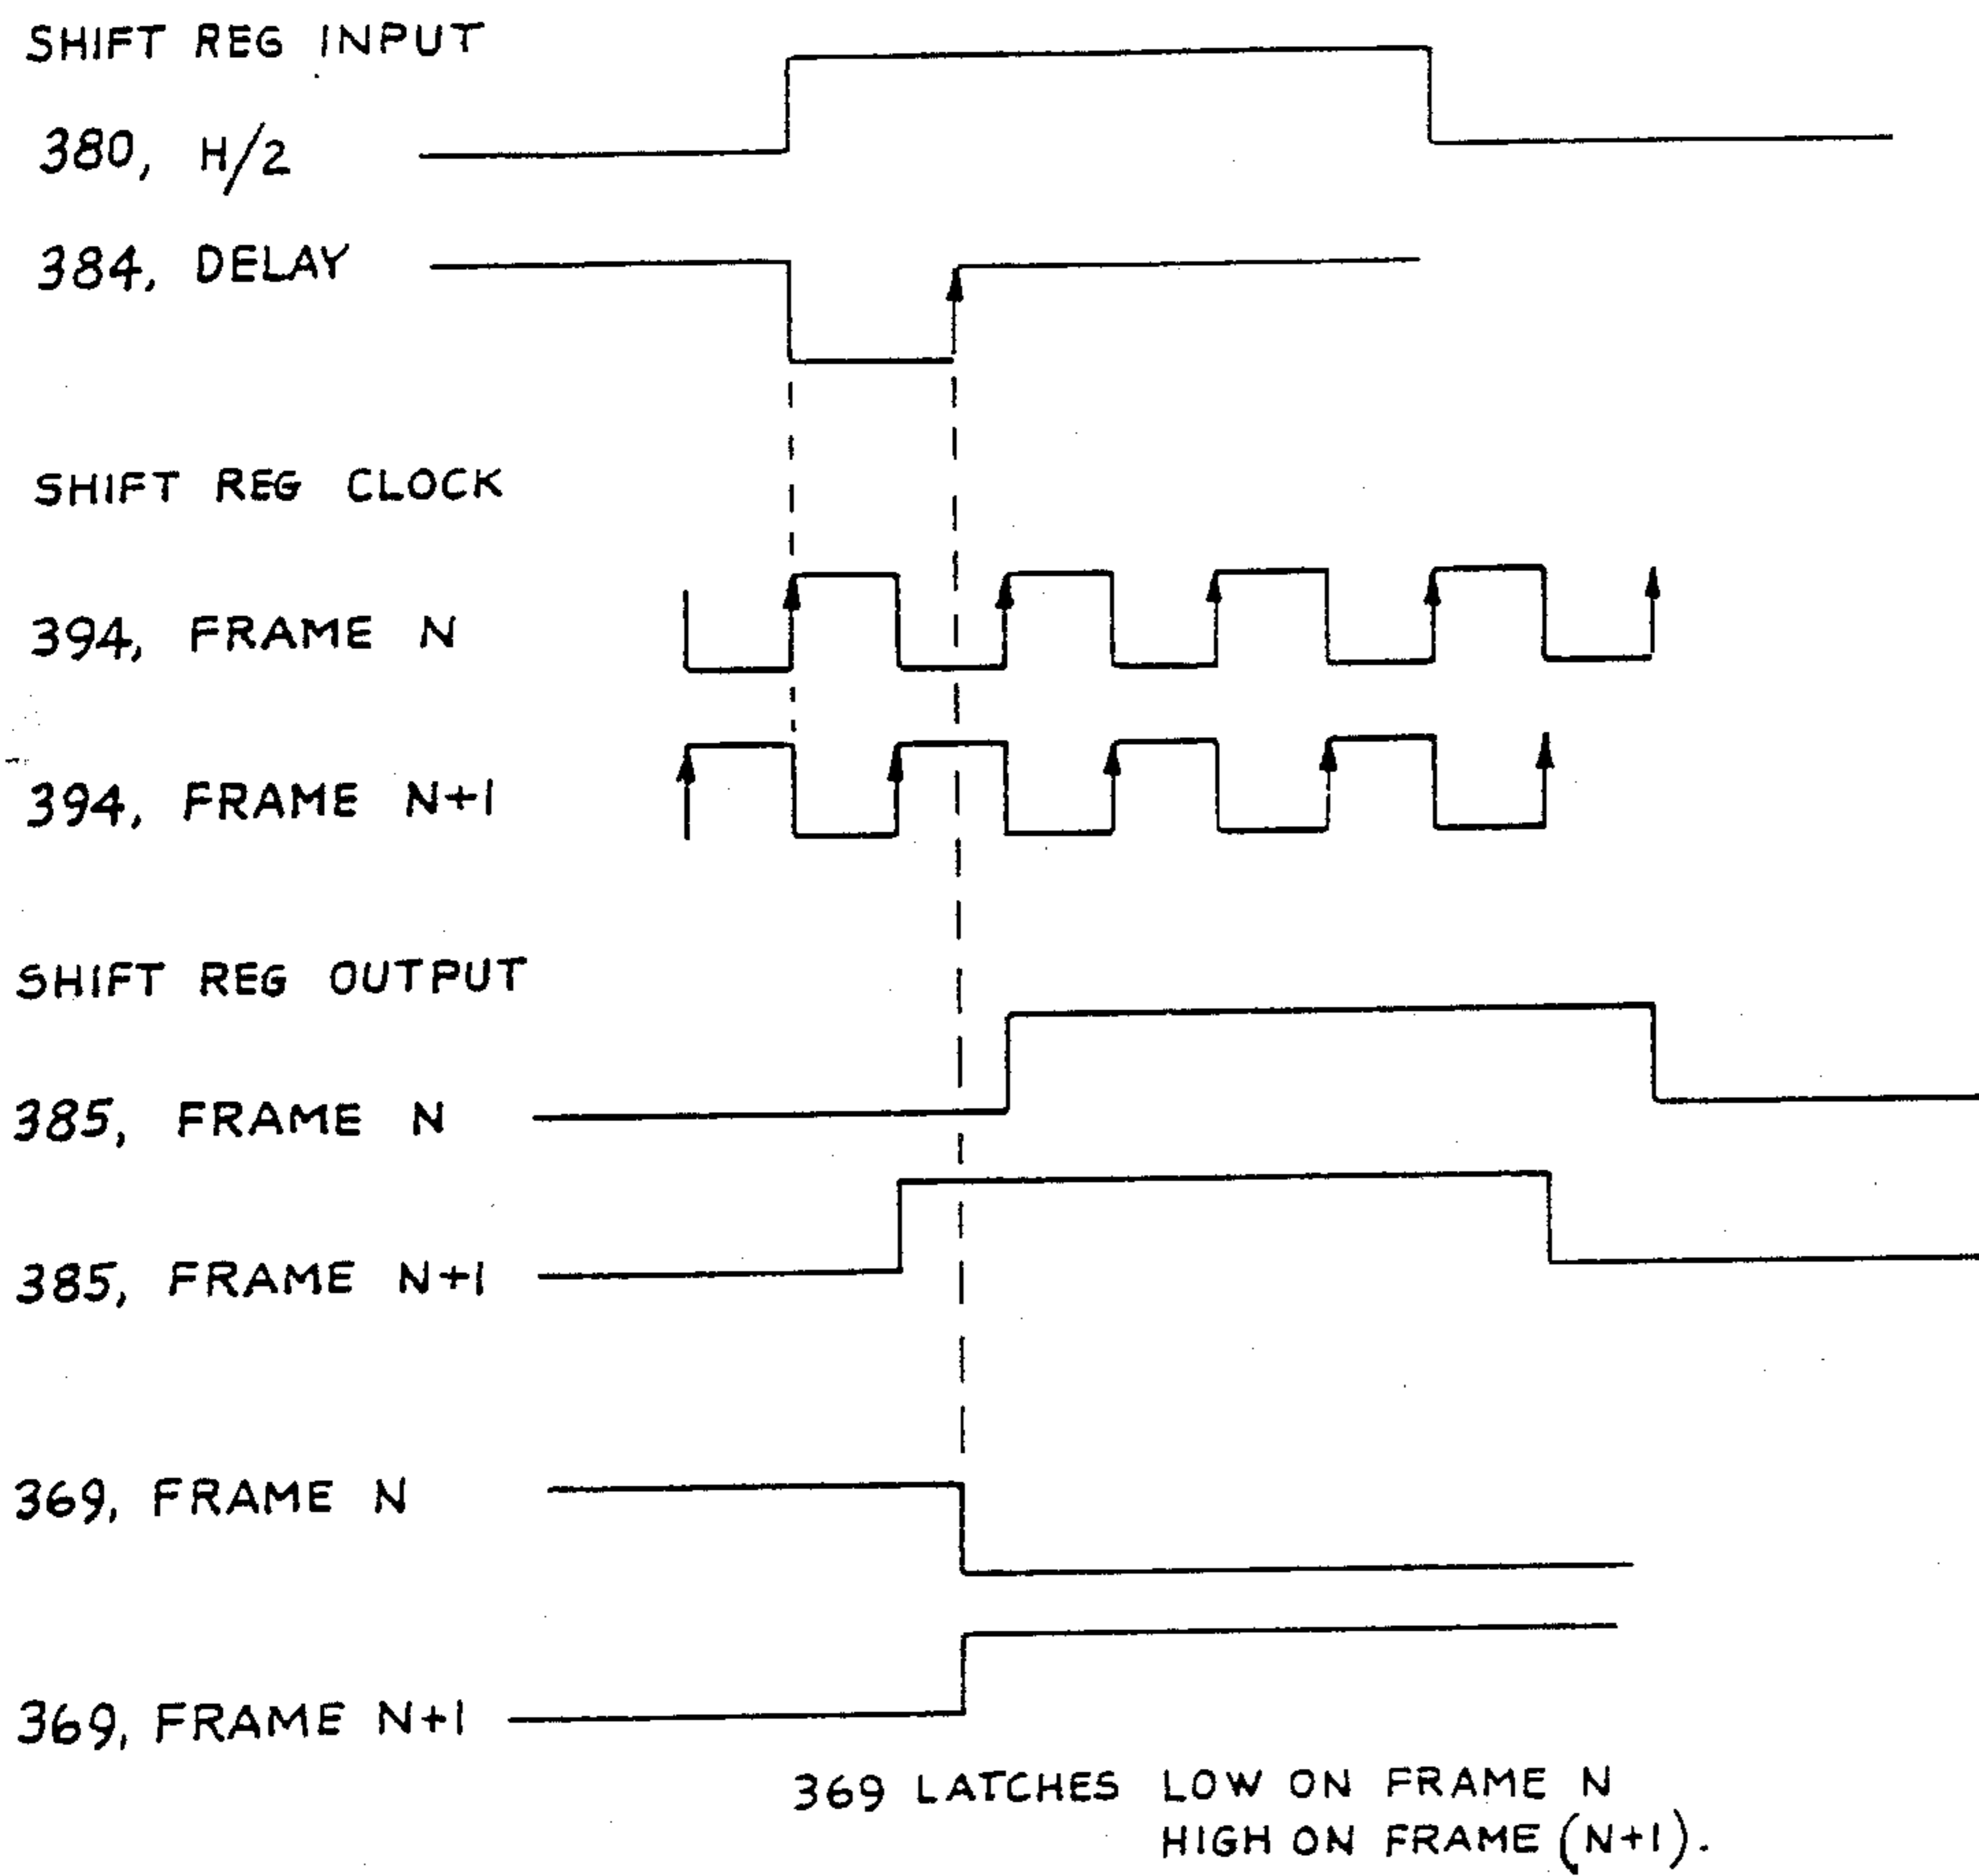 SHIFT REG INPUT
380, H/2
384, DELAY
SHIFT REG CLOCK
394, FRAME N
394, FRAME N+1
SHIFT REG OUTPUT
385, FRAME N
385, FRAME N+1
369, FRAME N
369, FRAME N+1
369 LATCHES LOW ON FRAME N
HIGH ON FRAME (N+1).